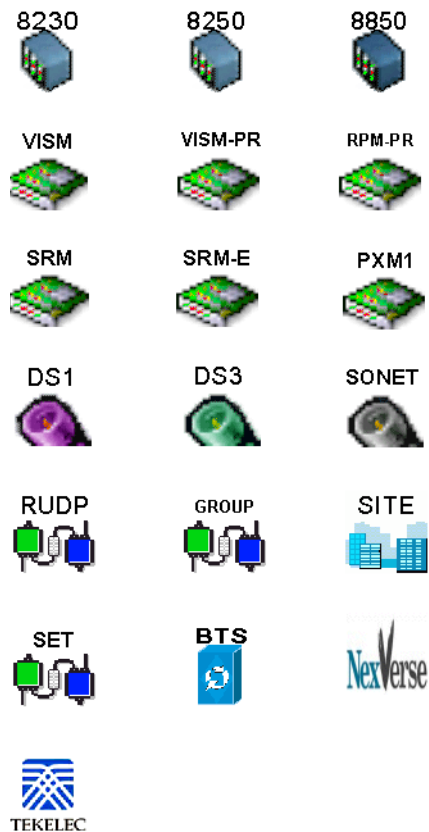 8230
8250
8850
VISM
VISM-PR
RPM-PR
SRM
SRM-E
PXM1
DS1
DS3
SONET
RUDP
GROUP
SITE
SET
BTS
NexVerse
TEKELEC